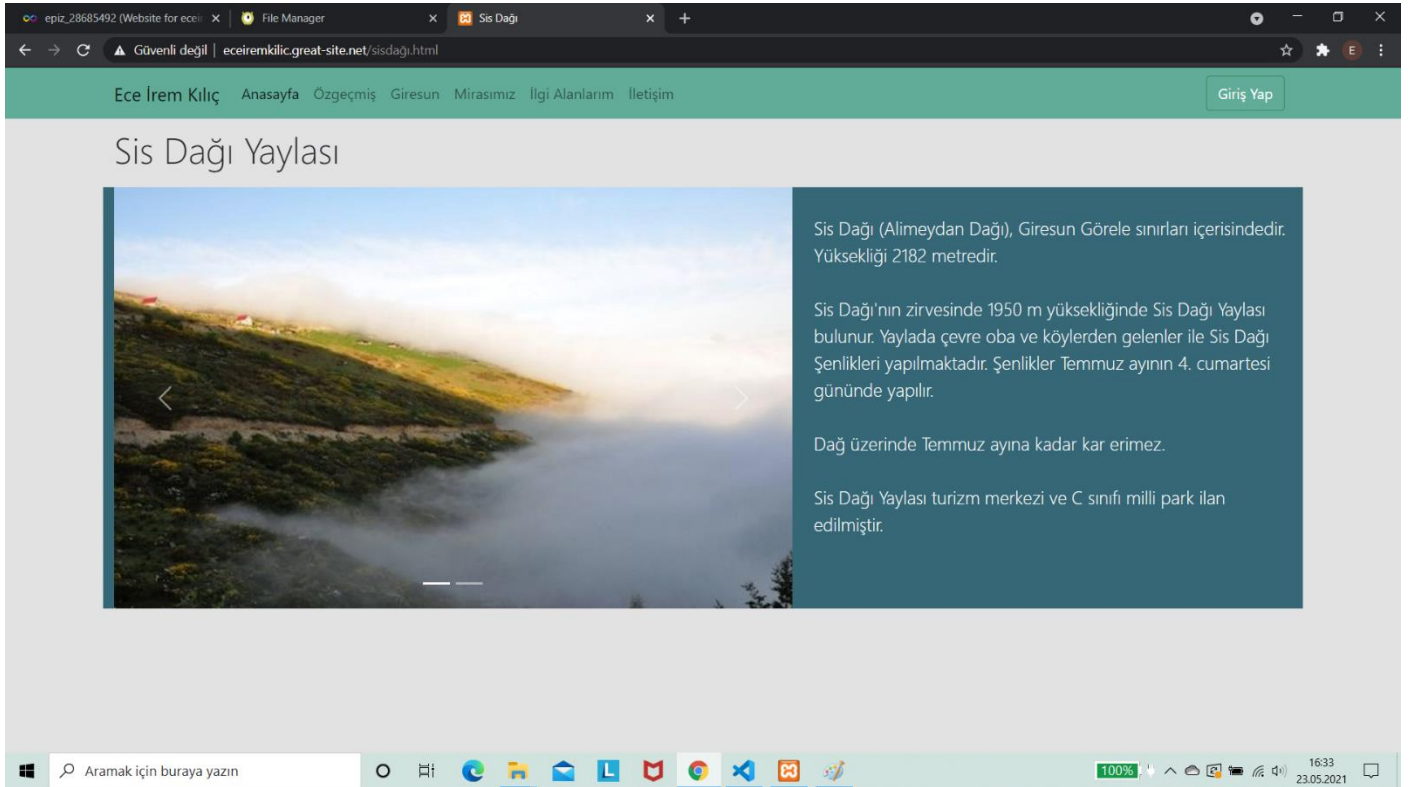 epiz_28685492 (Website for ecei
File Manager
Sis Dağı
Güvenli değil | eceiremkilic.great-site.net/sisdağı.html
E
Ece İrem Kılıç Anasayfa Özgeçmiş Giresun Mirasımız İlgi Alanlarım İletişim
Giriş Yap
Sis Dağı Yaylası
Sis Dağı (Alimeydan Dağı), Giresun Görele sınırları içerisindedir.
Yüksekliği 2182 metredir.
Sis Dağı'nın zirvesinde 1950 m yüksekliğinde Sis Dağı Yaylası
bulunur. Yaylada çevre oba ve köylerden gelenler ile Sis Dağı
Şenlikleri yapılmaktadır. Şenlikler Temmuz ayının 4. cumartesi
gününde yapılır.
Dağ üzerinde Temmuz ayına kadar kar erimez.
Sis Dağı Yaylası turizm merkezi ve C sınıfı milli park ilan
edilmiştir.
Aramak için buraya yazın
L
100%
16:33
23.05.2021